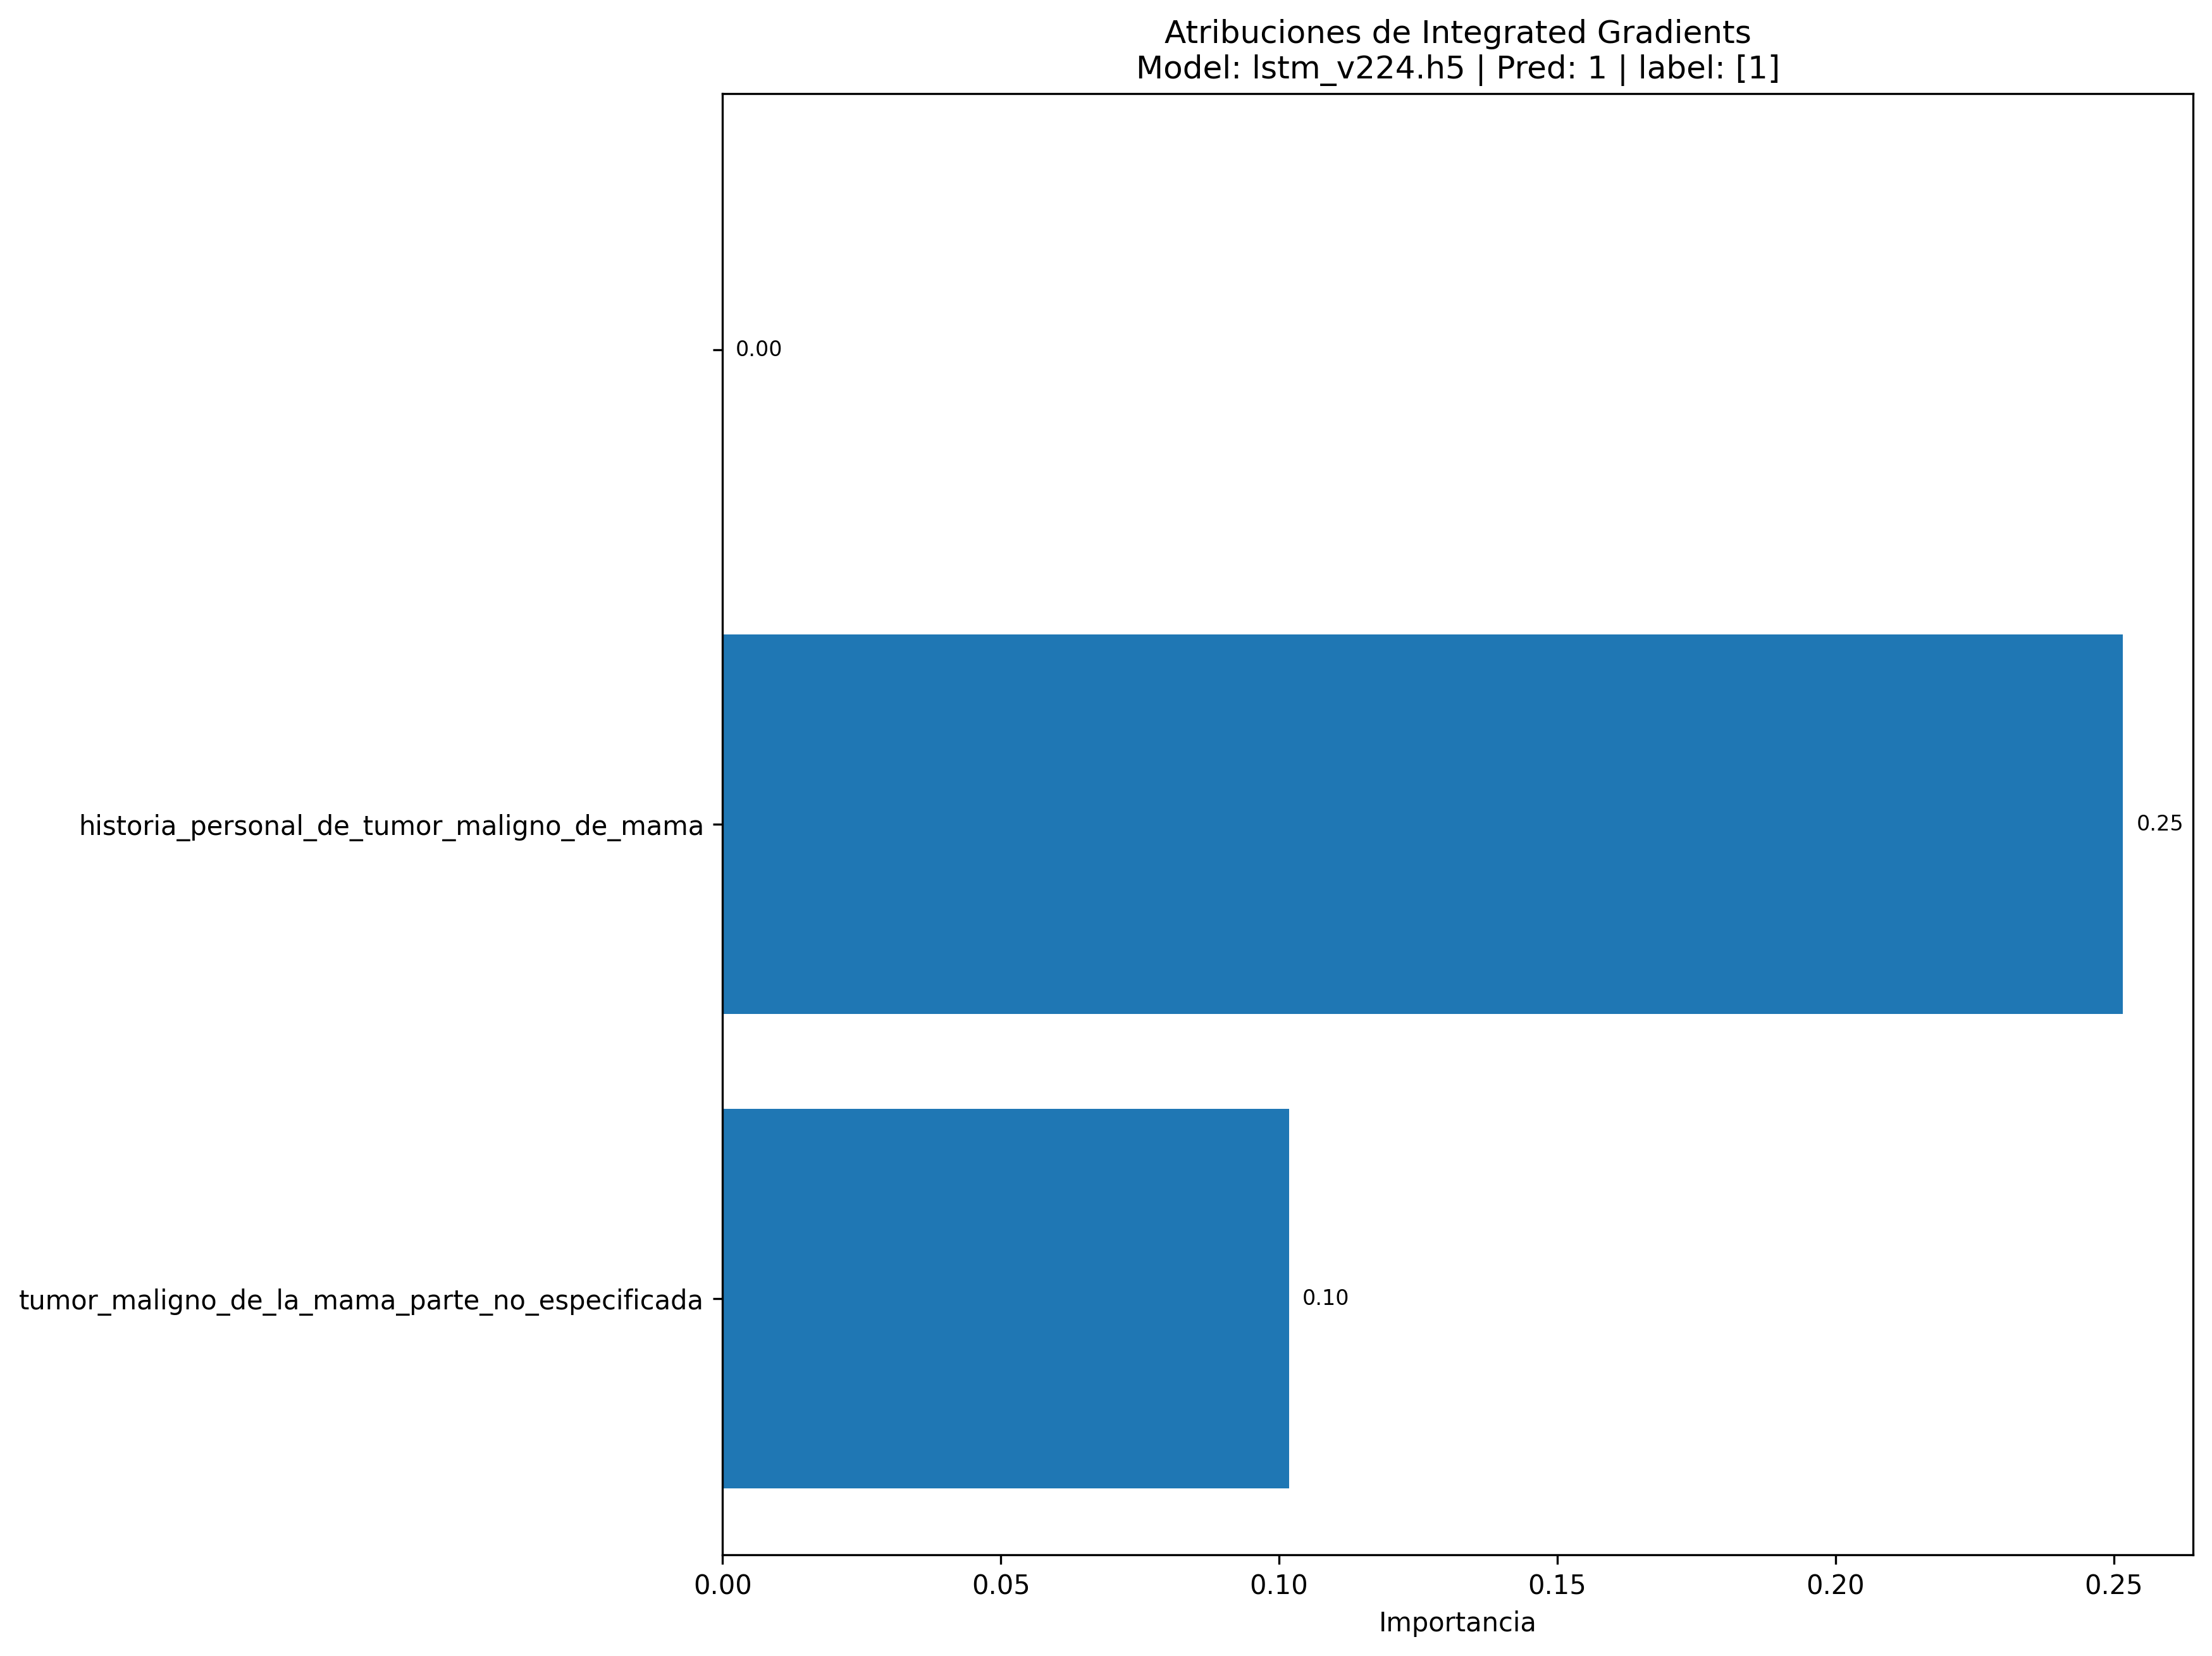 Atribuciones de Integrated Gradients
Model: lstm_v224.h5 | Pred: 1 | label: [1]
0.00
historia_personal_de_tumor_maligno_de_mama
0.25
tumor_maligno_de_la_mama_parte_no_especificada
0.10
0.00 0.05 0.10 0.15 0.20 0.25
Importancia